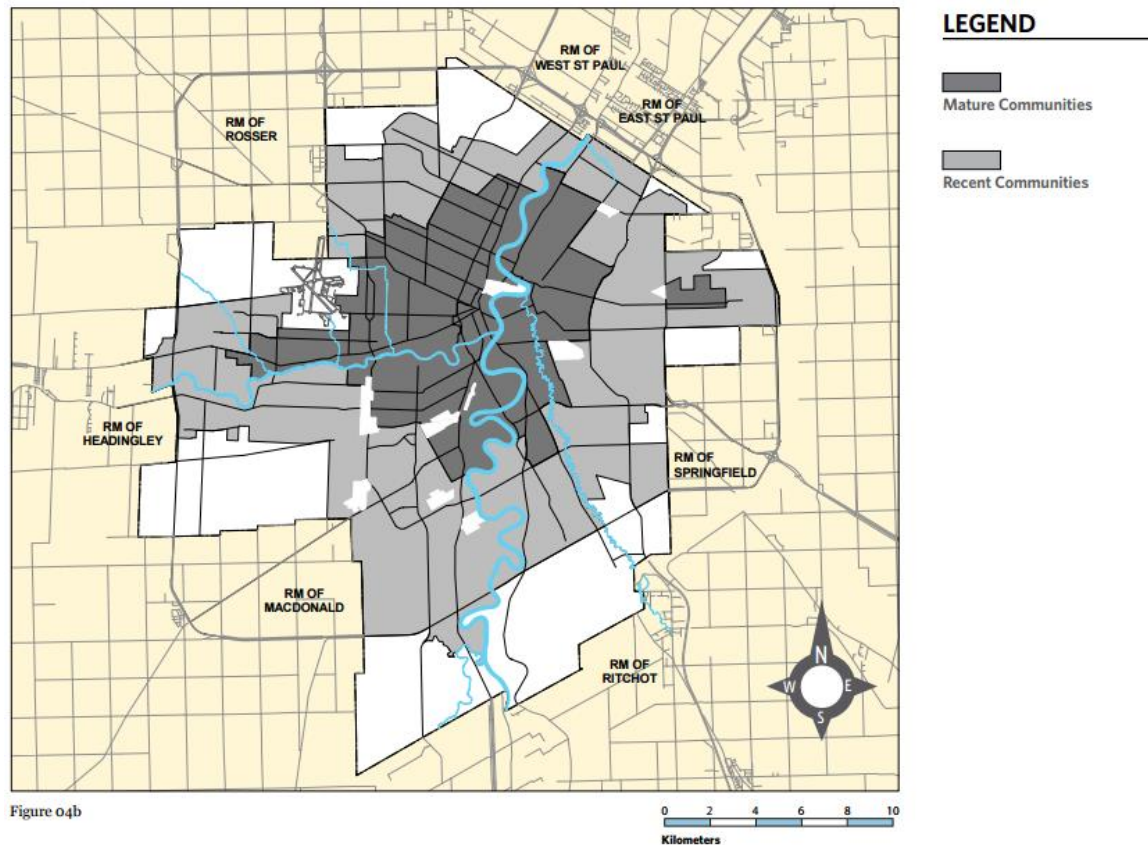 LEGEND
Mature Communities
Recent Communities
RM OF
WEST ST PAUL
RM OF
EAST ST PAUL
RM OF
ROSSER
RM OF
HEADINGLEY
RM OF
SPRINGFIELD
RM OF
MACDONALD
RM OF
RITCHOT
N
W
E
S
Figure 04b
0 2 4 6 8 10
Kilometers